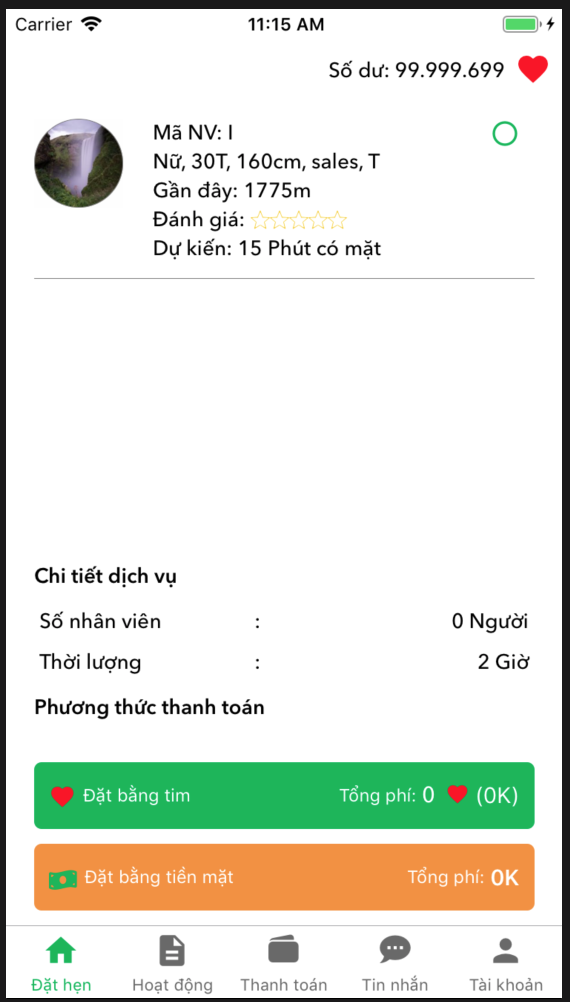 Carrier 11:15 AM
Số dư: 99.999.699
Mã NV: I
Nữ, 30T, 160cm, sales, T
Gần đây: 1775m
Đánh giá:
Dự kiến: 15 Phút có mặt
Chi tiết dịch vụ
Số nhân viên : 0 Người
Thời lượng : 2 Giờ
Phương thức thanh toán
Đặt bằng tim Tổng phí: 0 (0K)
Đặt bằng tiền mặt Tổng phí: 0K
Đặt hẹn Hoạt động Thanh toán Tin nhắn Tài khoản